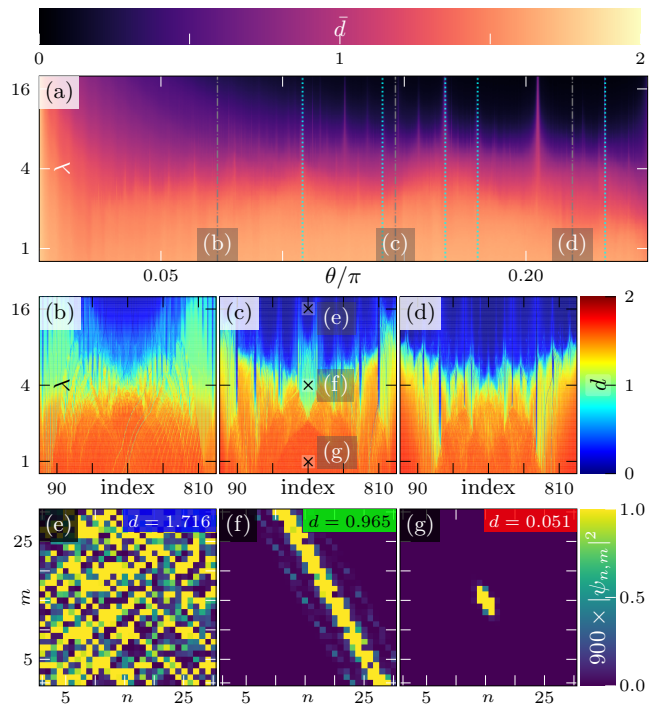 d̄
0 1 2
(a)
16
4
1
λ
(b) (c) (d)
0.05 θ/π 0.20
(b) (c) (e) (d)
16
4
1
λ
(f)
(g)
2
1
0
d
90 index 810 90 index 810 90 index 810
(e) d = 1.716 (f) d = 0.965 (g) d = 0.051
25
m
5
5 n 25 5 n 25 5 n 25
1.0
0.5
0.0
900 × |ψn,m|²